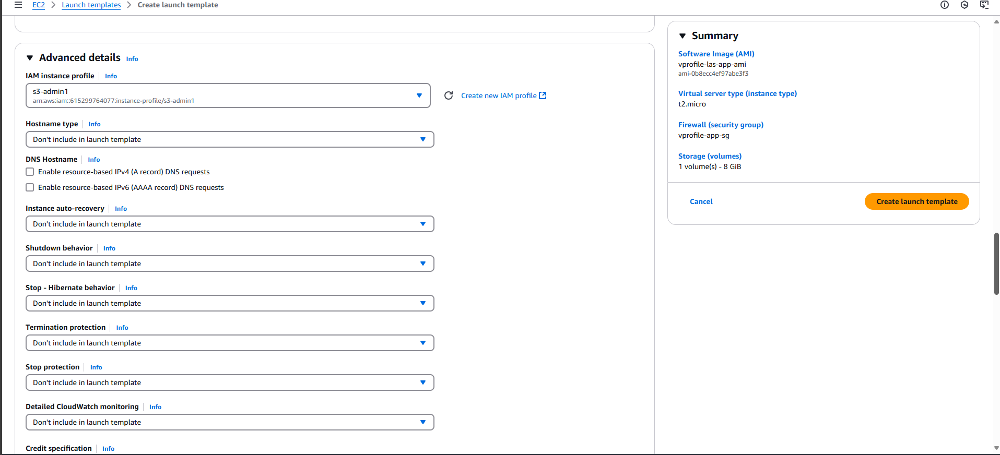 EC2 > Launch templates > Create launch template
Advanced details Info
IAM instance profile Info
s3-admin1
arn:aws:iam::615299764077:instance-profile/s3-admin1
Create new IAM profile
Hostname type Info
Don't include in launch template
DNS Hostname Info
Enable resource-based IPv4 (A record) DNS requests
Enable resource-based IPv6 (AAAA record) DNS requests
Instance auto-recovery Info
Don't include in launch template
Shutdown behavior Info
Don't include in launch template
Stop - Hibernate behavior Info
Don't include in launch template
Termination protection Info
Don't include in launch template
Stop protection Info
Don't include in launch template
Detailed CloudWatch monitoring Info
Don't include in launch template
Credit specification Info
Summary
Software Image (AMI)
vprofile-las-app-ami
ami-0b8ecc4ef97abe3f3
Virtual server type (instance type)
t2.micro
Firewall (security group)
vprofile-app-sg
Storage (volumes)
1 volume(s) - 8 GiB
Cancel
Create launch template